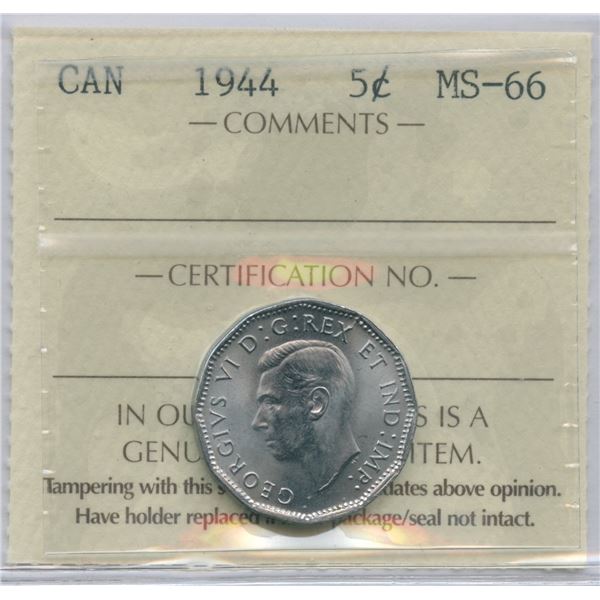 CAN 1944 5¢ MS-66
— COMMENTS —
— CERTIFICATION NO. —
GEORGIVS VI D:G:REX ET IND:IMP:
IN OU S IS A
GENU ITEM.
Tampering with this s dates above opinion.
Have holder replaced if package/seal not intact.